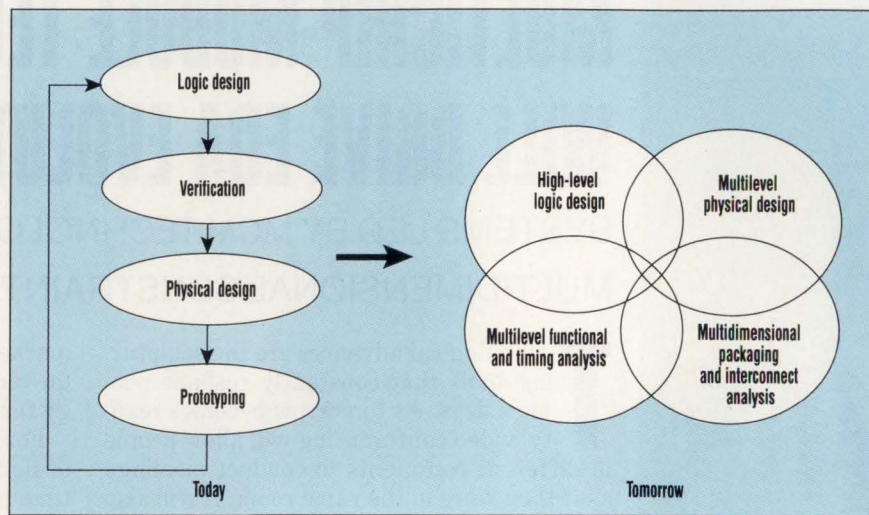 Logic design
Verification
Physical design
Prototyping
Today
High-level
logic design
Multilevel
physical design
Multilevel functional
and timing analysis
Multidimensional
packaging
and interconnect
analysis
Tomorrow